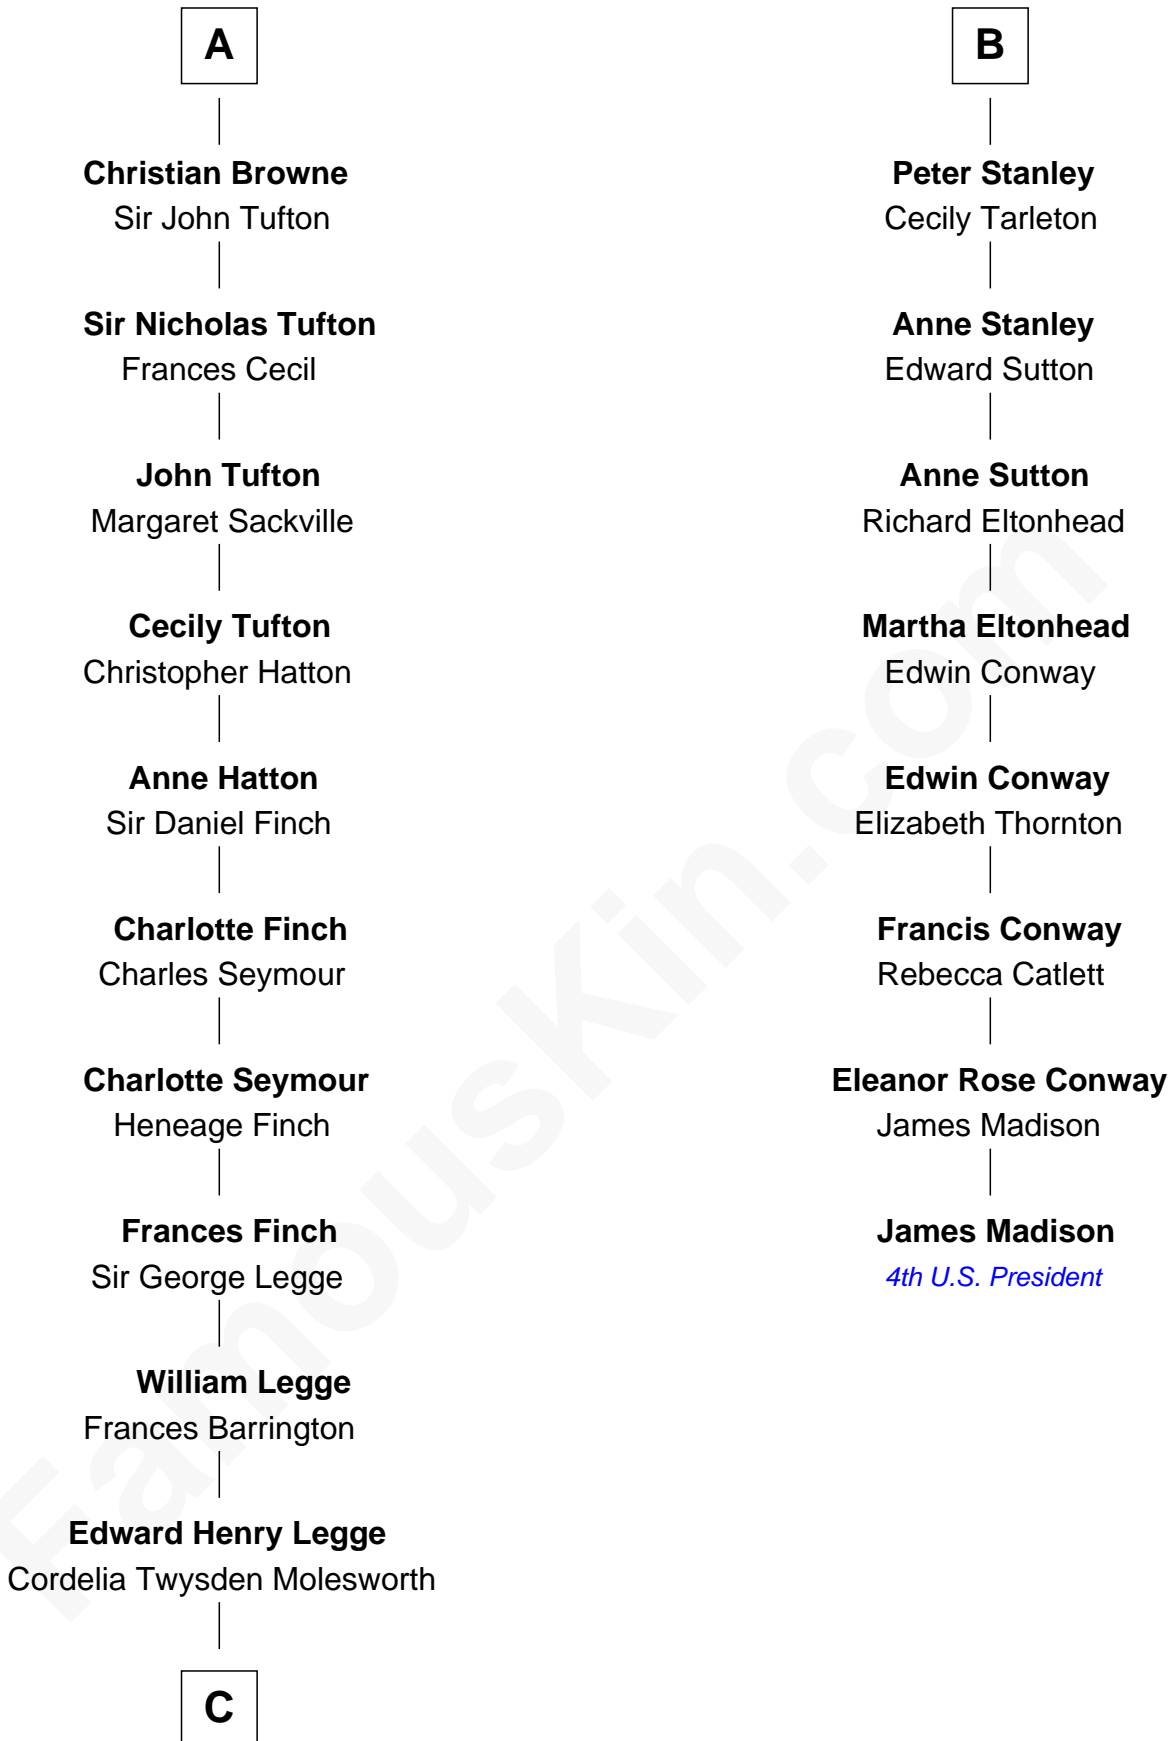 A
Christian Browne
Sir John Tufton
Sir Nicholas Tufton
Frances Cecil
John Tufton
Margaret Sackville
Cecily Tufton
Christopher Hatton
Anne Hatton
Sir Daniel Finch
Charlotte Finch
Charles Seymour
Charlotte Seymour
Heneage Finch
Frances Finch
Sir George Legge
William Legge
Frances Barrington
Edward Henry Legge
Cordelia Twysden Molesworth
C
B
Peter Stanley
Cecily Tarleton
Anne Stanley
Edward Sutton
Anne Sutton
Richard Eltonhead
Martha Eltonhead
Edwin Conway
Edwin Conway
Elizabeth Thornton
Francis Conway
Rebecca Catlett
Eleanor Rose Conway
James Madison
James Madison
4th U.S. President
FamousKin.com